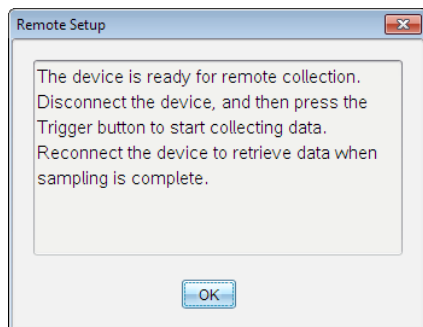 Remote Setup
The device is ready for remote collection.
Disconnect the device, and then press the
Trigger button to start collecting data.
Reconnect the device to retrieve data when
sampling is complete.
OK